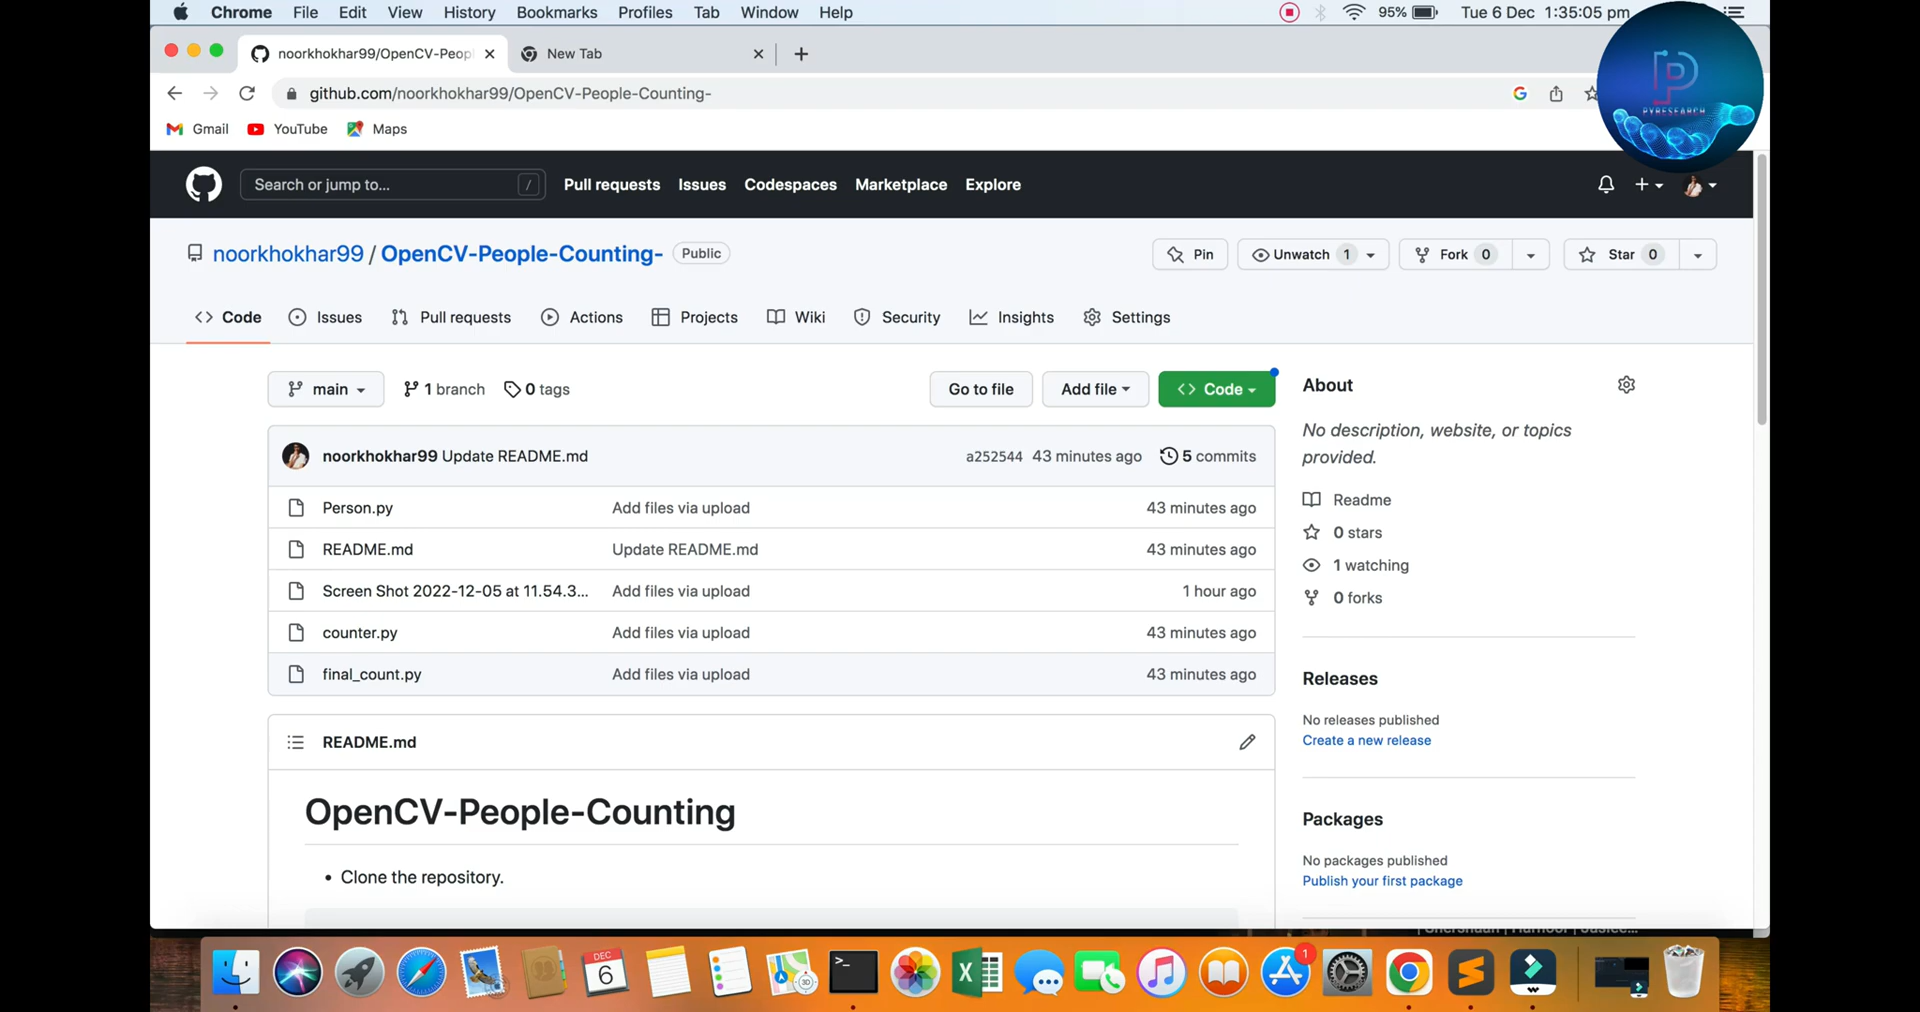 Chrome File Edit View History Bookmarks Profiles Tab Window Help 95% Tue 6 Dec 1:35:05 pm
noorkhokhar99/OpenCV-Peop New Tab
github.com/noorkhokhar99/OpenCV-People-Counting-
PYRESEARCH
Gmail YouTube Maps
Search or jump to... / Pull requests Issues Codespaces Marketplace Explore
noorkhokhar99 / OpenCV-People-Counting- Public Pin Unwatch 1 Fork 0 Star 0
Code Issues Pull requests Actions Projects Wiki Security Insights Settings
main 1 branch 0 tags Go to file Add file Code
About
No description, website, or topics
provided.
noorkhokhar99 Update README.md a252544 43 minutes ago 5 commits
Person.py Add files via upload 43 minutes ago
README.md Update README.md 43 minutes ago
Screen Shot 2022-12-05 at 11.54.3... Add files via upload 1 hour ago
counter.py Add files via upload 43 minutes ago
final_count.py Add files via upload 43 minutes ago
Readme
0 stars
1 watching
0 forks
Releases
No releases published
Create a new release
Packages
No packages published
Publish your first package
README.md
OpenCV-People-Counting
• Clone the repository.
DEC
6
3D
1